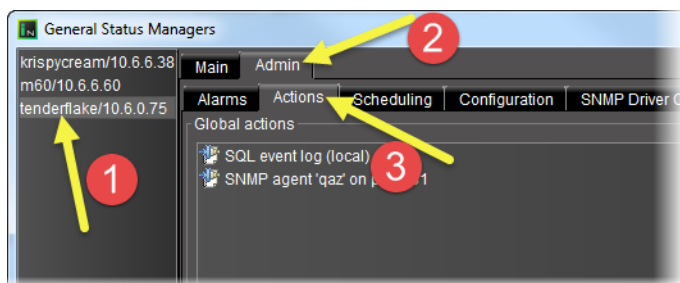 General Status Managers
krispycream/10.6.6.38
m60/10.6.6.60
tenderflake/10.6.0.75
Main Admin
Alarms Actions Scheduling Configuration SNMP Driver
Global actions
SQL event log (local)
SNMP agent 'qaz' on
1
2
3